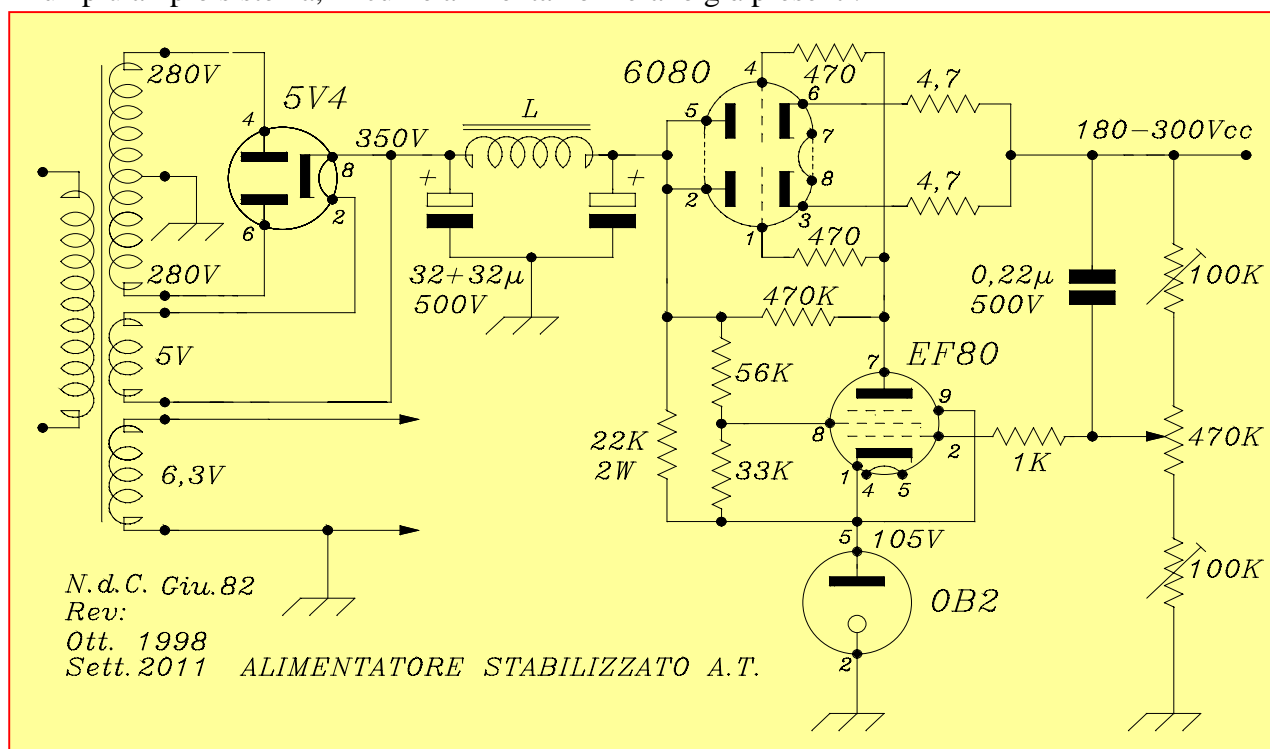 280V
5V4
4
8
2
6
350V
L
+
+
32+32µ
500V
280V
5V
6,3V
6080
4
470
6
5
7
4,7
180-300Vcc
2
8
4,7
1
3
470
470K
0,22µ
500V
100K
EF80
7
56K
9
8
2
22K
2W
33K
1
4
5
1K
470K
5
105V
0B2
2
100K
N.d.C. Giu.82
Rev:
Ott. 1998
Sett.2011 ALIMENTATORE STABILIZZATO A.T.